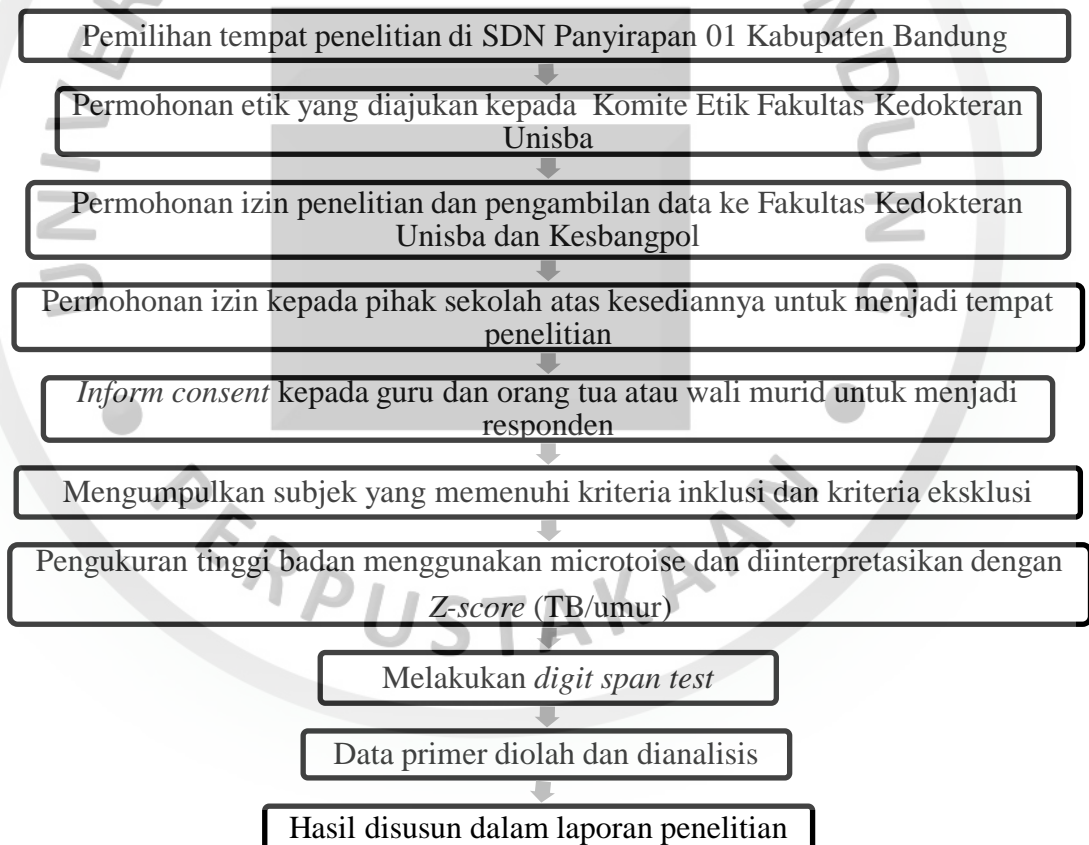 Pemilihan tempat penelitian di SDN Panyirapan 01 Kabupaten Bandung
Permohonan etik yang diajukan kepada Komite Etik Fakultas Kedokteran
Unisba
Permohonan izin penelitian dan pengambilan data ke Fakultas Kedokteran
Unisba dan Kesbangpol
Permohonan izin kepada pihak sekolah atas kesediannya untuk menjadi tempat
penelitian
Inform consent kepada guru dan orang tua atau wali murid untuk menjadi
responden
Mengumpulkan subjek yang memenuhi kriteria inklusi dan kriteria eksklusi
Pengukuran tinggi badan menggunakan microtoise dan diinterpretasikan dengan
Z-score (TB/umur)
Melakukan digit span test
Data primer diolah dan dianalisis
Hasil disusun dalam laporan penelitian
PERPUSTAKAAN